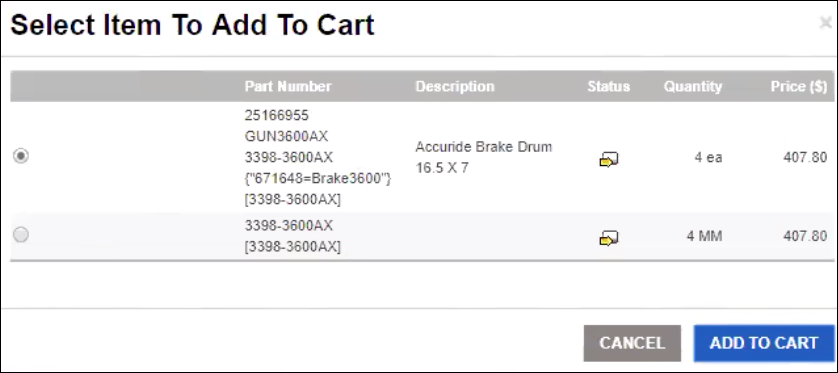 Select Item To Add To Cart ×
Part Number Description Status Quantity Price ($)
25166955
GUN3600AX
3398-3600AX
{"671648=Brake3600"}
[3398-3600AX]
Accuride Brake Drum
16.5 X 7
4 ea 407.80
3398-3600AX
[3398-3600AX]
4 MM 407.80
CANCEL ADD TO CART